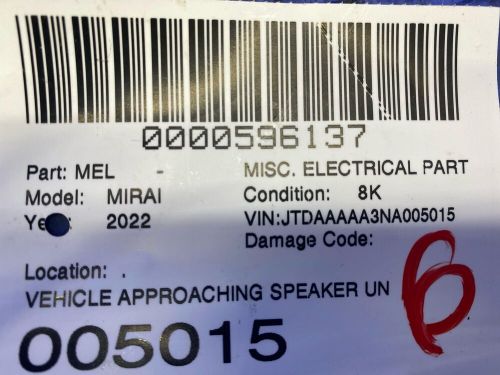 0000596137
Part: MEL - MISC. ELECTRICAL PART
Model: MIRAI Condition: 8K
2022 VIN:JTDAAAAA3NA005015
Damage Code:
Location: .
VEHICLE APPROACHING SPEAKER UN
6
005015